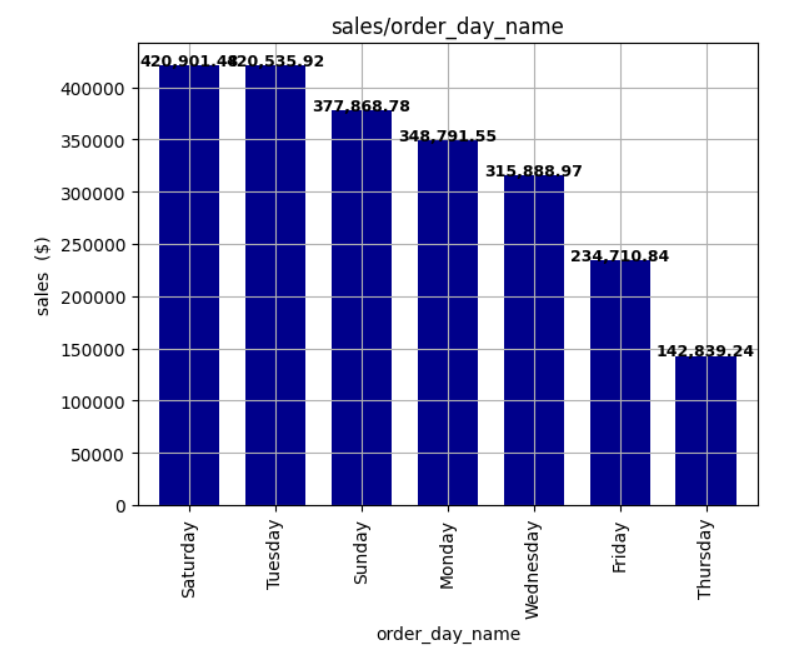 sales/order_day_name
420,901.48
420,535.92
377,868.78
348,791.55
315,888.97
234,710.84
142,839.24
400000
350000
300000
250000
200000
150000
100000
50000
0
sales ($)
Saturday
Tuesday
Sunday
Monday
Wednesday
Friday
Thursday
order_day_name